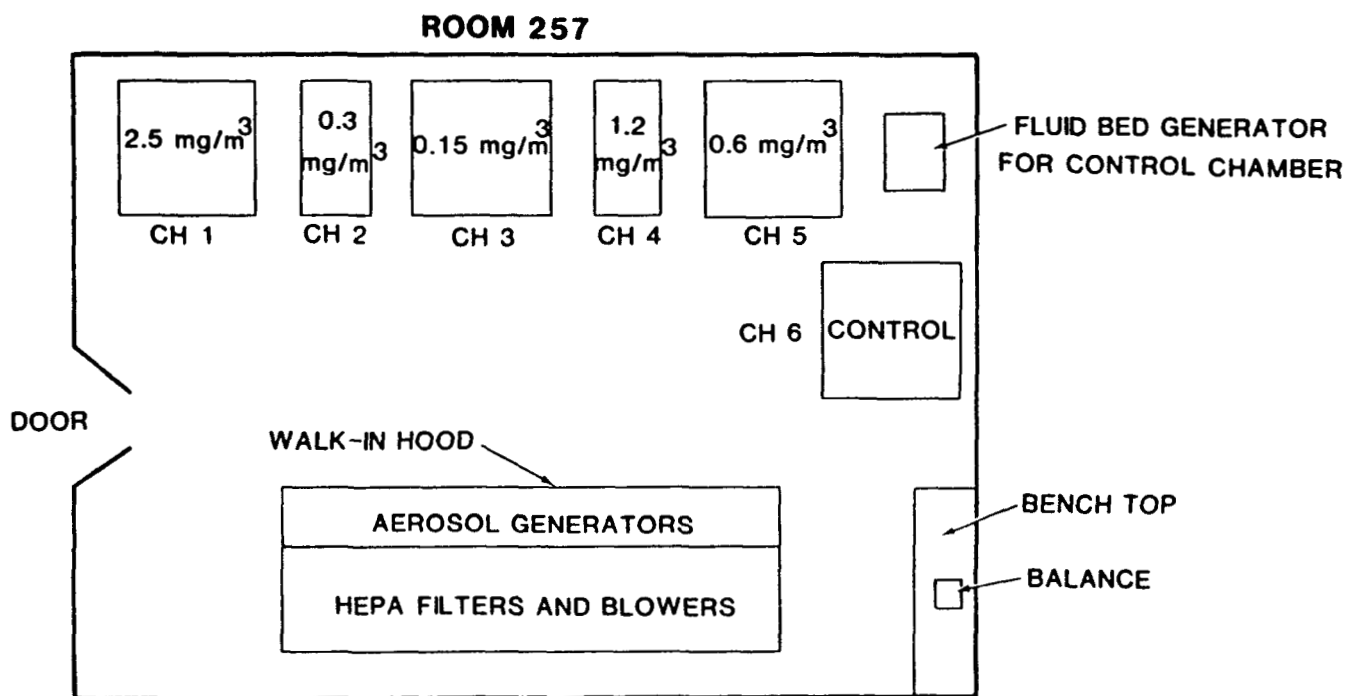 ROOM 257
2.5 mg/m³
0.3
mg/m³
0.15 mg/m³
1.2
mg/m³
0.6 mg/m³
FLUID BED GENERATOR
FOR CONTROL CHAMBER
CH 1
CH 2
CH 3
CH 4
CH 5
CH 6
CONTROL
DOOR
WALK-IN HOOD
AEROSOL GENERATORS
HEPA FILTERS AND BLOWERS
BENCH TOP
BALANCE